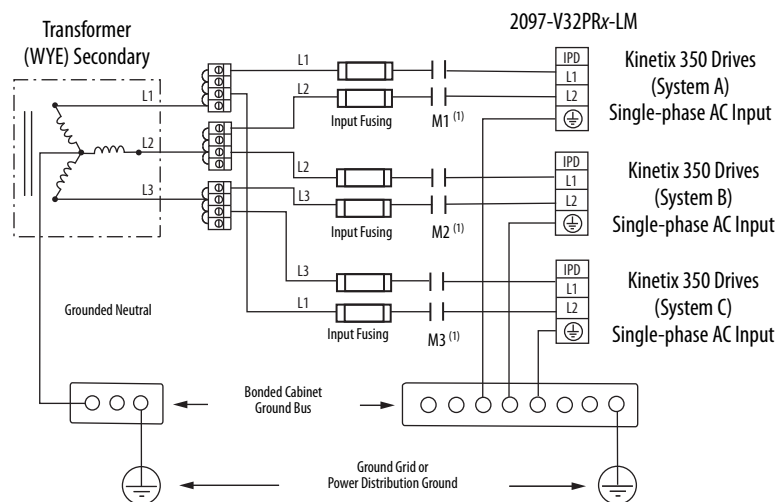 Transformer
(WYE) Secondary
2097-V32PRx-LM
L1
L2
L3
L1
L2
Input Fusing
M1 (1)
IPD
L1
L2
Kinetix 350 Drives
(System A)
Single-phase AC Input
L2
L3
Input Fusing
M2 (1)
IPD
L1
L2
Kinetix 350 Drives
(System B)
Single-phase AC Input
L3
L1
Input Fusing
M3 (1)
IPD
L1
L2
Kinetix 350 Drives
(System C)
Single-phase AC Input
Grounded Neutral
Bonded Cabinet
Ground Bus
Ground Grid or
Power Distribution Ground